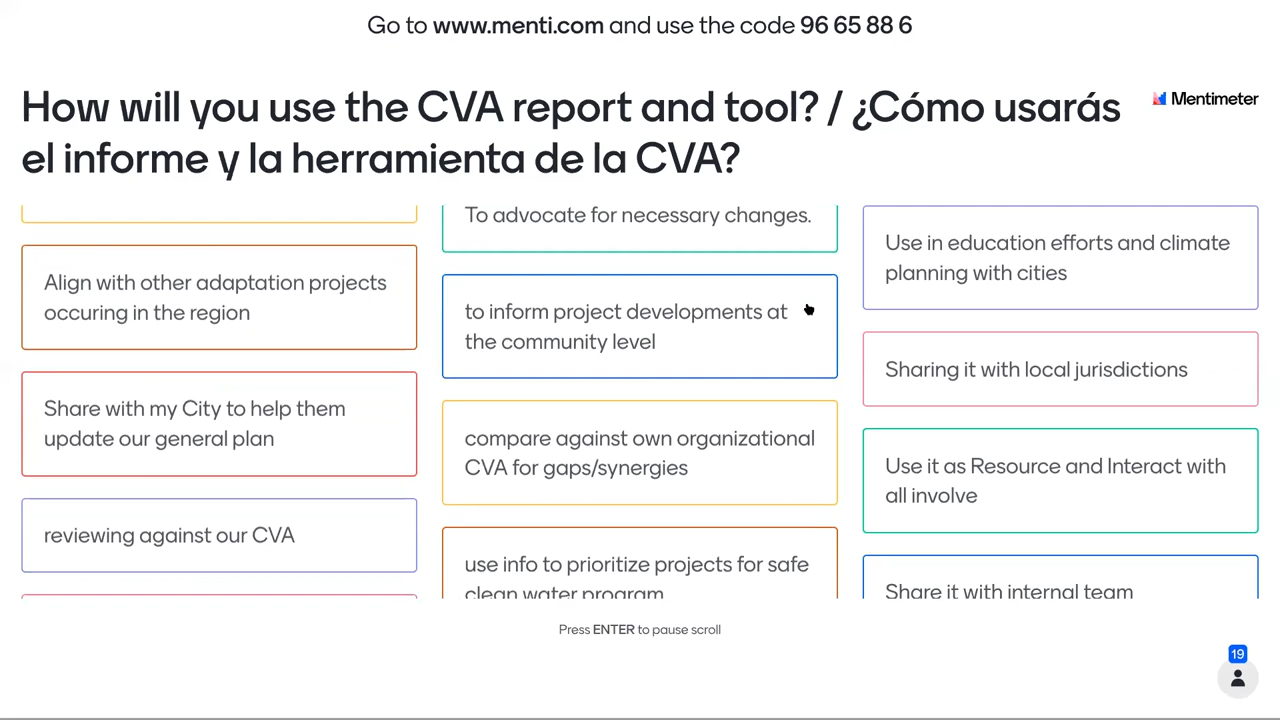 Go to www.menti.com and use the code 96 65 88 6
How will you use the CVA report and tool? / ¿Cómo usarás
el informe y la herramienta de la CVA?
Mentimeter
Align with other adaptation projects
occuring in the region
Share with my City to help them
update our general plan
reviewing against our CVA
To advocate for necessary changes.
to inform project developments at
the community level
compare against own organizational
CVA for gaps/synergies
use info to prioritize projects for safe
clean water program
Use in education efforts and climate
planning with cities
Sharing it with local jurisdictions
Use it as Resource and Interact with
all involve
Share it with internal team
Press ENTER to pause scroll
19